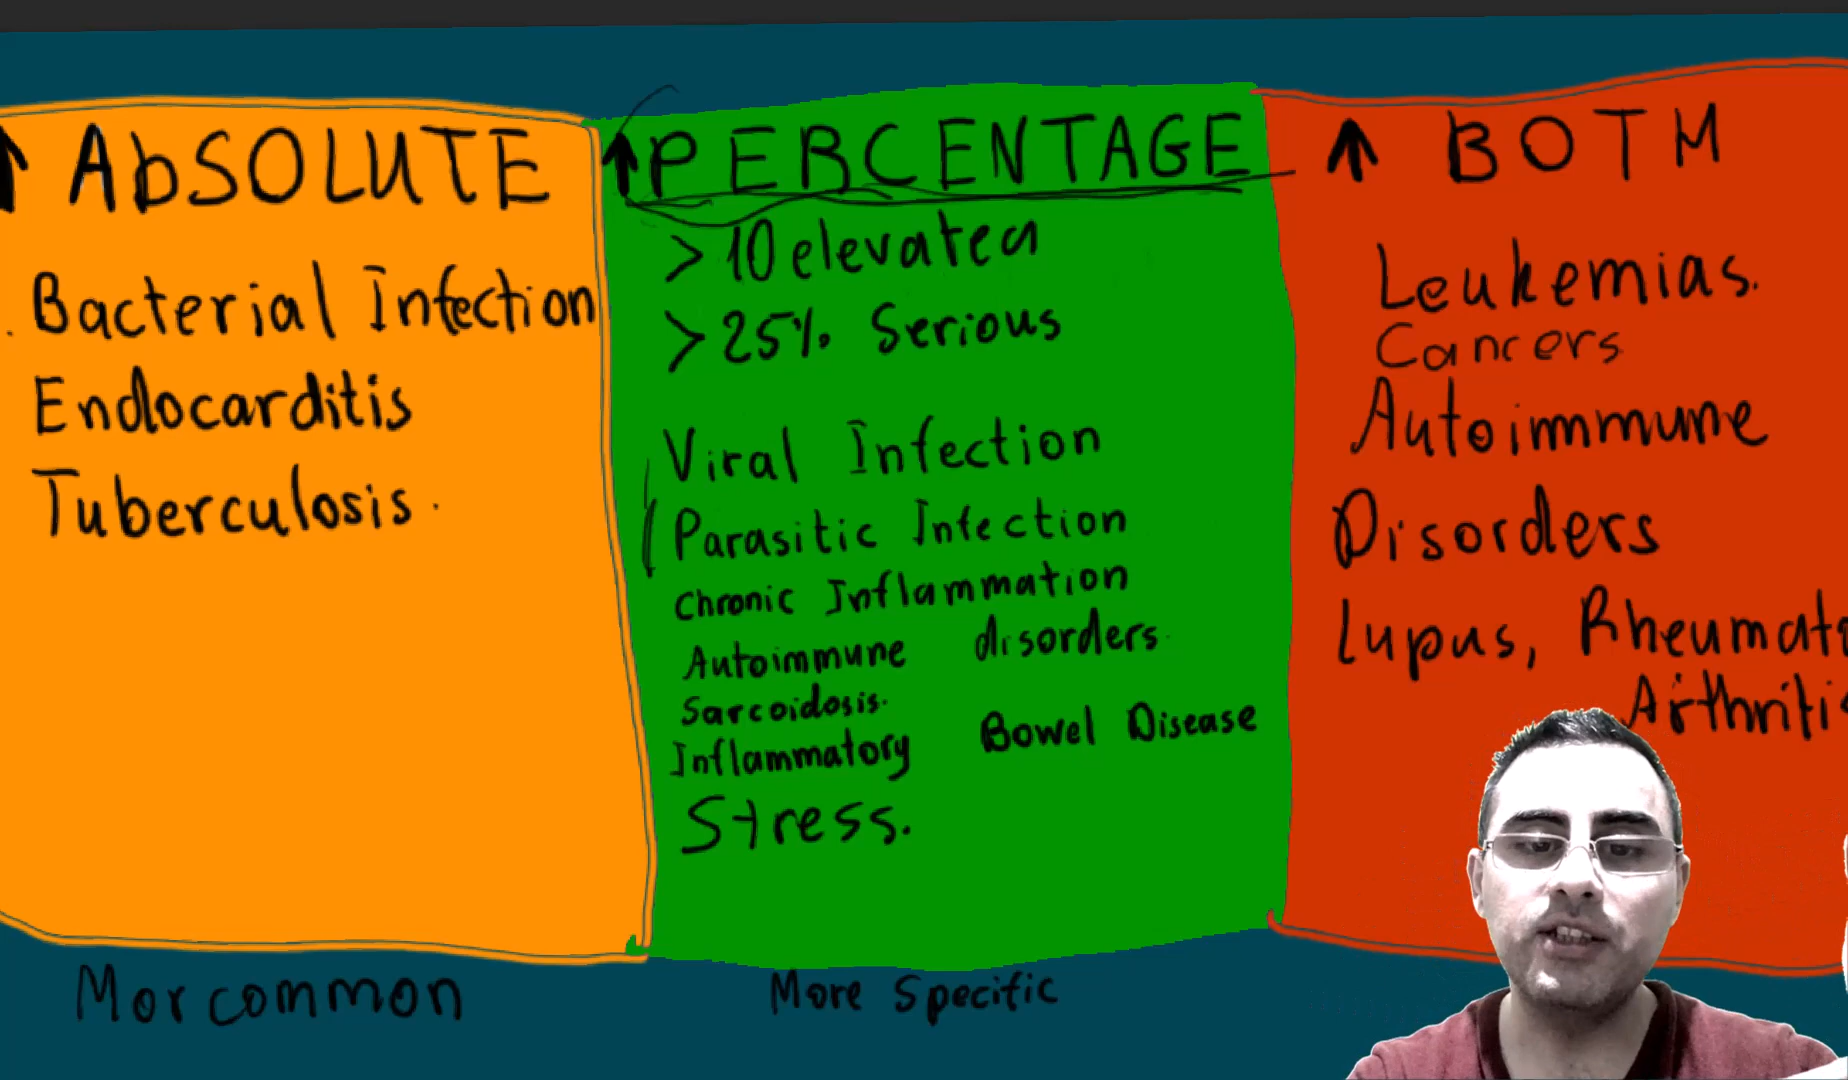 ↑ AbSOLUTE
Bacterial Infection
Endocarditis
Tuberculosis.
Mor common
↑ PERCENTAGE
>10 elevated
>25% Serious
Viral Infection
Parasitic Infection
Chronic Inflammation
Autoimmune disorders.
Sarcoidosis.
Inflammatory Bowel Disease
Stress.
More Specific
↑ BOTH
Leukemias.
Cancers
Autoimmune
Disorders
Lupus, Rheumato
Arthriti